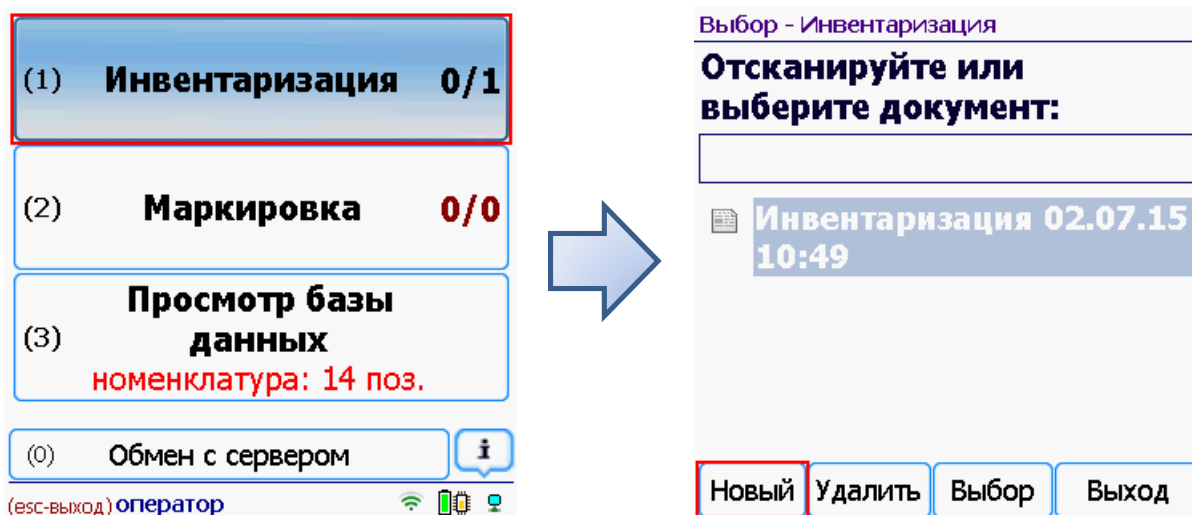 (1) Инвентаризация 0/1
(2) Маркировка 0/0
Просмотр базы
(3) данных
номенклатура: 14 поз.
(0) Обмен с сервером i
(esc-выход) оператор
Выбор - Инвентаризация
Отсканируйте или
выберите документ:
Инвентаризация 02.07.15
10:49
Новый Удалить Выбор Выход